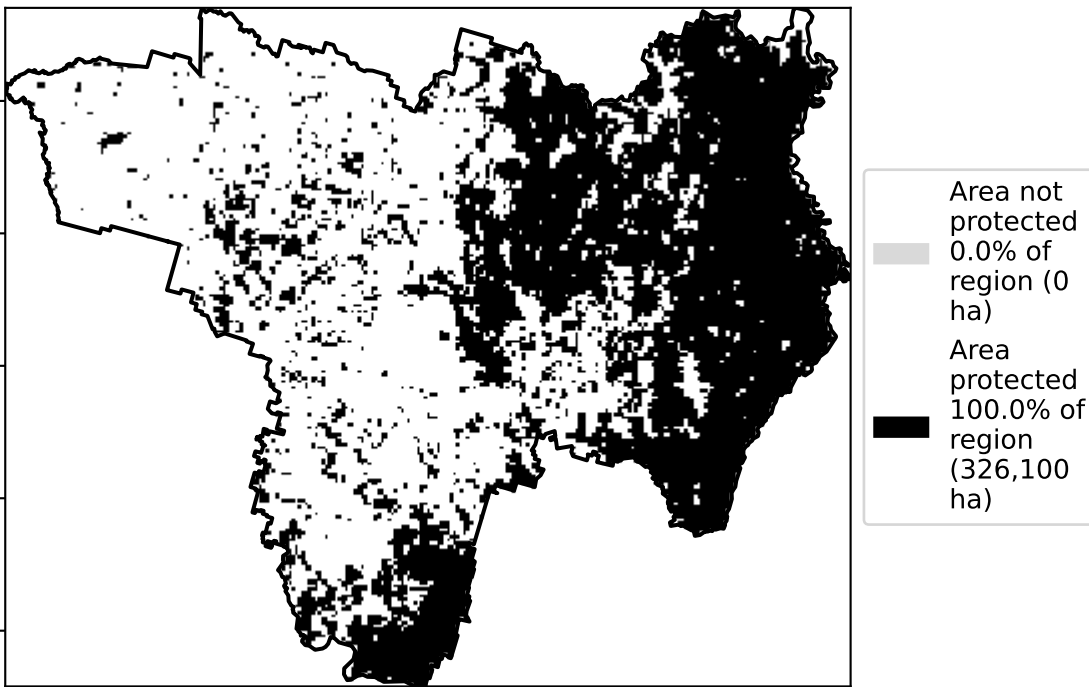 Area not
protected
0.0% of
region (0
ha)
Area
protected
100.0% of
region
(326,100
ha)